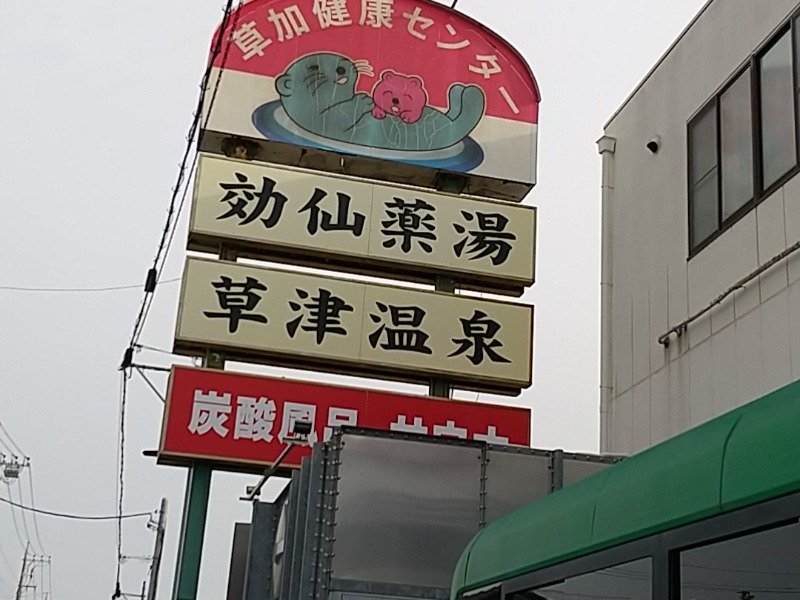 草加健康センター
効仙薬湯
草津温泉
炭酸風呂